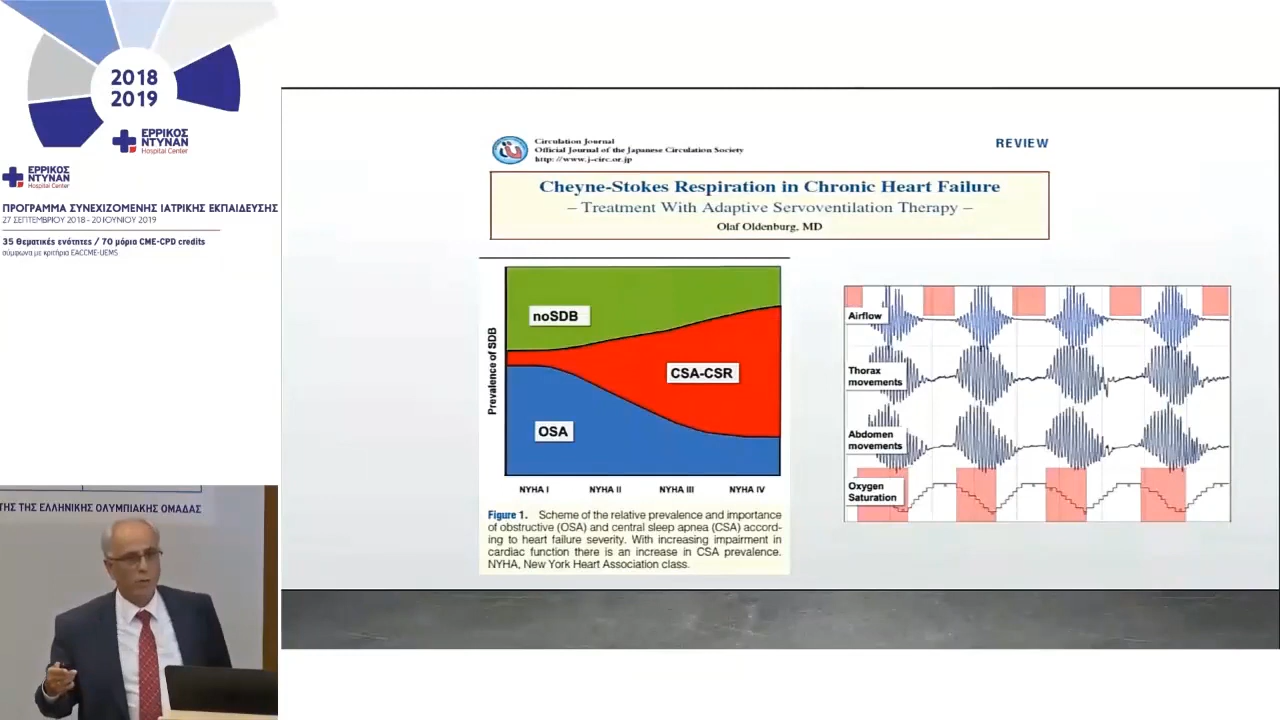 2018
2019
ΕΡΡΙΚΟΣ
ΝΤΥΝΑΝ
Hospital Center
ΕΡΡΙΚΟΣ
ΝΤΥΝΑΝ
Hospital Center
ΠΡΟΓΡΑΜΜΑ ΣΥΝΕΧΙΖΟΜΕΝΗΣ ΙΑΤΡΙΚΗΣ ΕΚΠΑΙΔΕΥΣΗΣ
27 ΣΕΠΤΕΜΒΡΙΟΥ 2018 - 20 ΙΟΥΝΙΟΥ 2019
35 Θεματικές ενότητες / 70 μόρια CME-CPD credits
σύμφωνα με κριτήρια EACCME-UEMS
ΤΗΣ ΤΗΣ ΕΛΛΗΝΙΚΗΣ ΟΛΥΜΠΙΑΚΗΣ ΟΜΑΔΑΣ
Circulation Journal
Official Journal of the Japanese Circulation Society
http://www.j-circ.or.jp
REVIEW
Cheyne-Stokes Respiration in Chronic Heart Failure
– Treatment With Adaptive Servoventilation Therapy –
Olaf Oldenburg, MD
Prevalence of SDB
noSDB
CSA-CSR
OSA
NYHA I NYHA II NYHA III NYHA IV
Figure 1. Scheme of the relative prevalence and importance
of obstructive (OSA) and central sleep apnea (CSA) accord-
ing to heart failure severity. With increasing impairment in
cardiac function there is an increase in CSA prevalence.
NYHA, New York Heart Association class.
Airflow
Thorax
movements
Abdomen
movements
Oxygen
Saturation